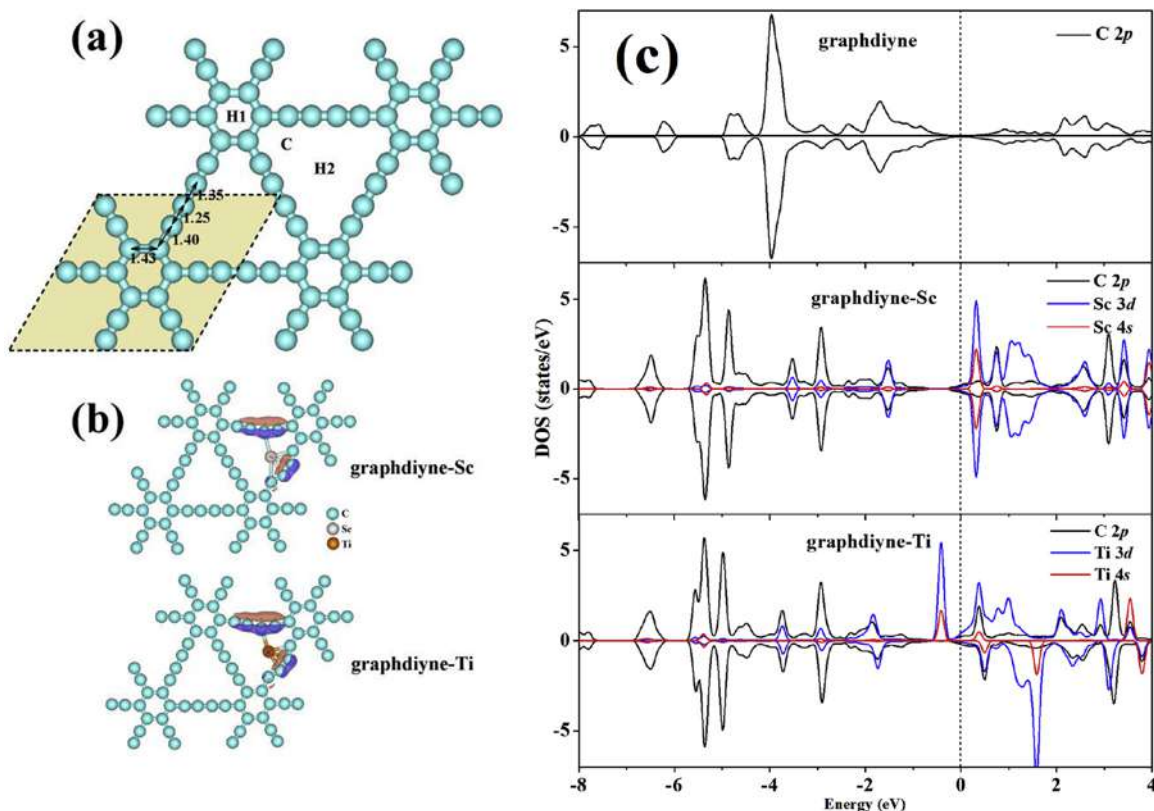 (a)
H1
C
H2
1.35
1.25
1.40
1.43
(b)
graphdiyne-Sc
C
Sc
Ti
graphdiyne-Ti
(c)
graphdiyne
C 2p
5
0
-5
graphdiyne-Sc
C 2p
Sc 3d
Sc 4s
5
0
-5
DOS (states/eV)
graphdiyne-Ti
C 2p
Ti 3d
Ti 4s
5
0
-5
-8 -6 -4 -2 0 2 4
Energy (eV)